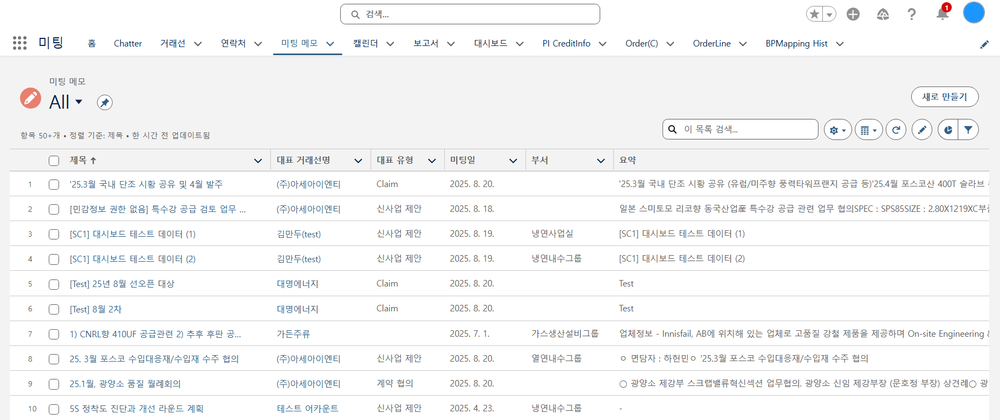 검색...
1
미팅 홈 Chatter 거래선 연락처 미팅 메모 캘린더 보고서 대시보드 PI CreditInfo Order(C) OrderLine BPMapping Hist
미팅 메모
All
새로 만들기
항목 50+개 • 정렬 기준: 제목 • 한 시간 전 업데이트됨
이 목록 검색...
제목 ↑ 대표 거래선명 대표 유형 미팅일 부서 요약
1 '25.3월 국내 단조 시황 공유 및 4월 발주 (주)아세아이엔티 Claim 2025. 8. 20. '25.3월 국내 단조 시황 공유 (유럽/미주향 풍력타워프랜지 공급 등)'25.4월 포스코산 400T 슬라브
2 [민감정보 권한 없음] 특수강 공급 검토 업무 ... (주)아세아이엔티 신사업 제안 2025. 8. 18. 일본 스미토모 리코향 동국산업産 특수강 공급 관련 업무 협의SPEC : SPS85SIZE : 2.80X1219XC부품
3 [SC1] 대시보드 테스트 데이터 (1) 김만두(test) 신사업 제안 2025. 8. 19. 냉연사업실 [SC1] 대시보드 테스트 데이터 (1)
4 [SC1] 대시보드 테스트 데이터 (2) 김만두(test) 신사업 제안 2025. 8. 19. 냉연내수그룹 [SC1] 대시보드 테스트 데이터 (2)
5 [Test] 25년 8월 선오픈 대상 대명에너지 Claim 2025. 8. 20. Test
6 [Test] 8월 2차 대명에너지 Claim 2025. 8. 20. Test
7 1) CNRL향 410UF 공급관련 2) 추후 후판 공... 가든주류 2025. 7. 1. 가스생산설비그룹 업체정보 - Innisfail, AB에 위치해 있는 업체로 고품질 강철 제품을 제공하며 On-site Engineering &
8 25. 3월 포스코 수입대응재/수입재 수주 협의 (주)아세아이엔티 신사업 제안 2025. 8. 20. 열연내수그룹 ㅇ 면담자 : 하헌민ㅇ '25.3월 포스코 수입대응재/수입재 수주 협의
9 25.1월, 광양소 품질 월례회의 (주)아세아이엔티 계약 협의 2025. 8. 20. ○ 광양소 제강부 스크랩밸류혁신섹션 업무협의. 광양소 신임 제강부장 (문호정 부장) 상견례○ 광
10 5S 정착도 진단과 개선 라운드 계획 테스트 어카운트 신사업 제안 2025. 4. 23. 냉연내수그룹 -